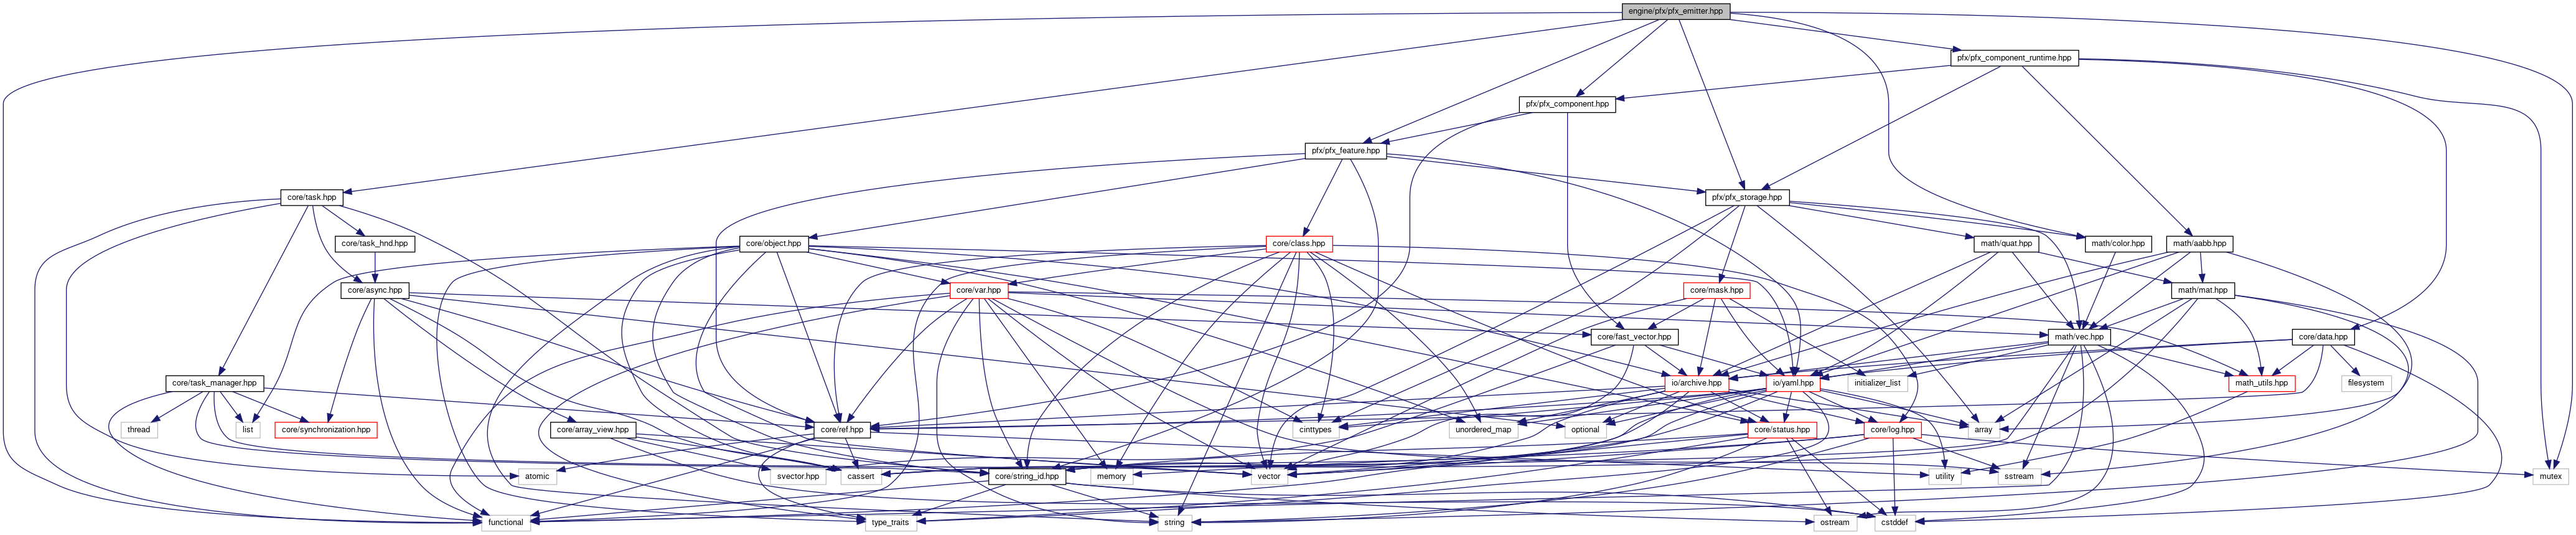 engine/pfx/pfx_emitter.hpp
pfx/pfx_component_runtime.hpp
pfx/pfx_component.hpp
pfx/pfx_feature.hpp
core/task.hpp
pfx/pfx_storage.hpp
core/task_hnd.hpp
core/object.hpp
core/class.hpp
math/quat.hpp
math/color.hpp
math/aabb.hpp
core/async.hpp
core/var.hpp
core/mask.hpp
math/mat.hpp
core/fast_vector.hpp
math/vec.hpp
core/data.hpp
core/task_manager.hpp
io/archive.hpp
io/yaml.hpp
initializer_list
math_utils.hpp
filesystem
thread
list
core/synchronization.hpp
core/array_view.hpp
core/ref.hpp
cinttypes
unordered_map
optional
core/status.hpp
core/log.hpp
array
atomic
svector.hpp
cassert
core/string_id.hpp
memory
vector
utility
sstream
mutex
functional
type_traits
string
ostream
cstddef